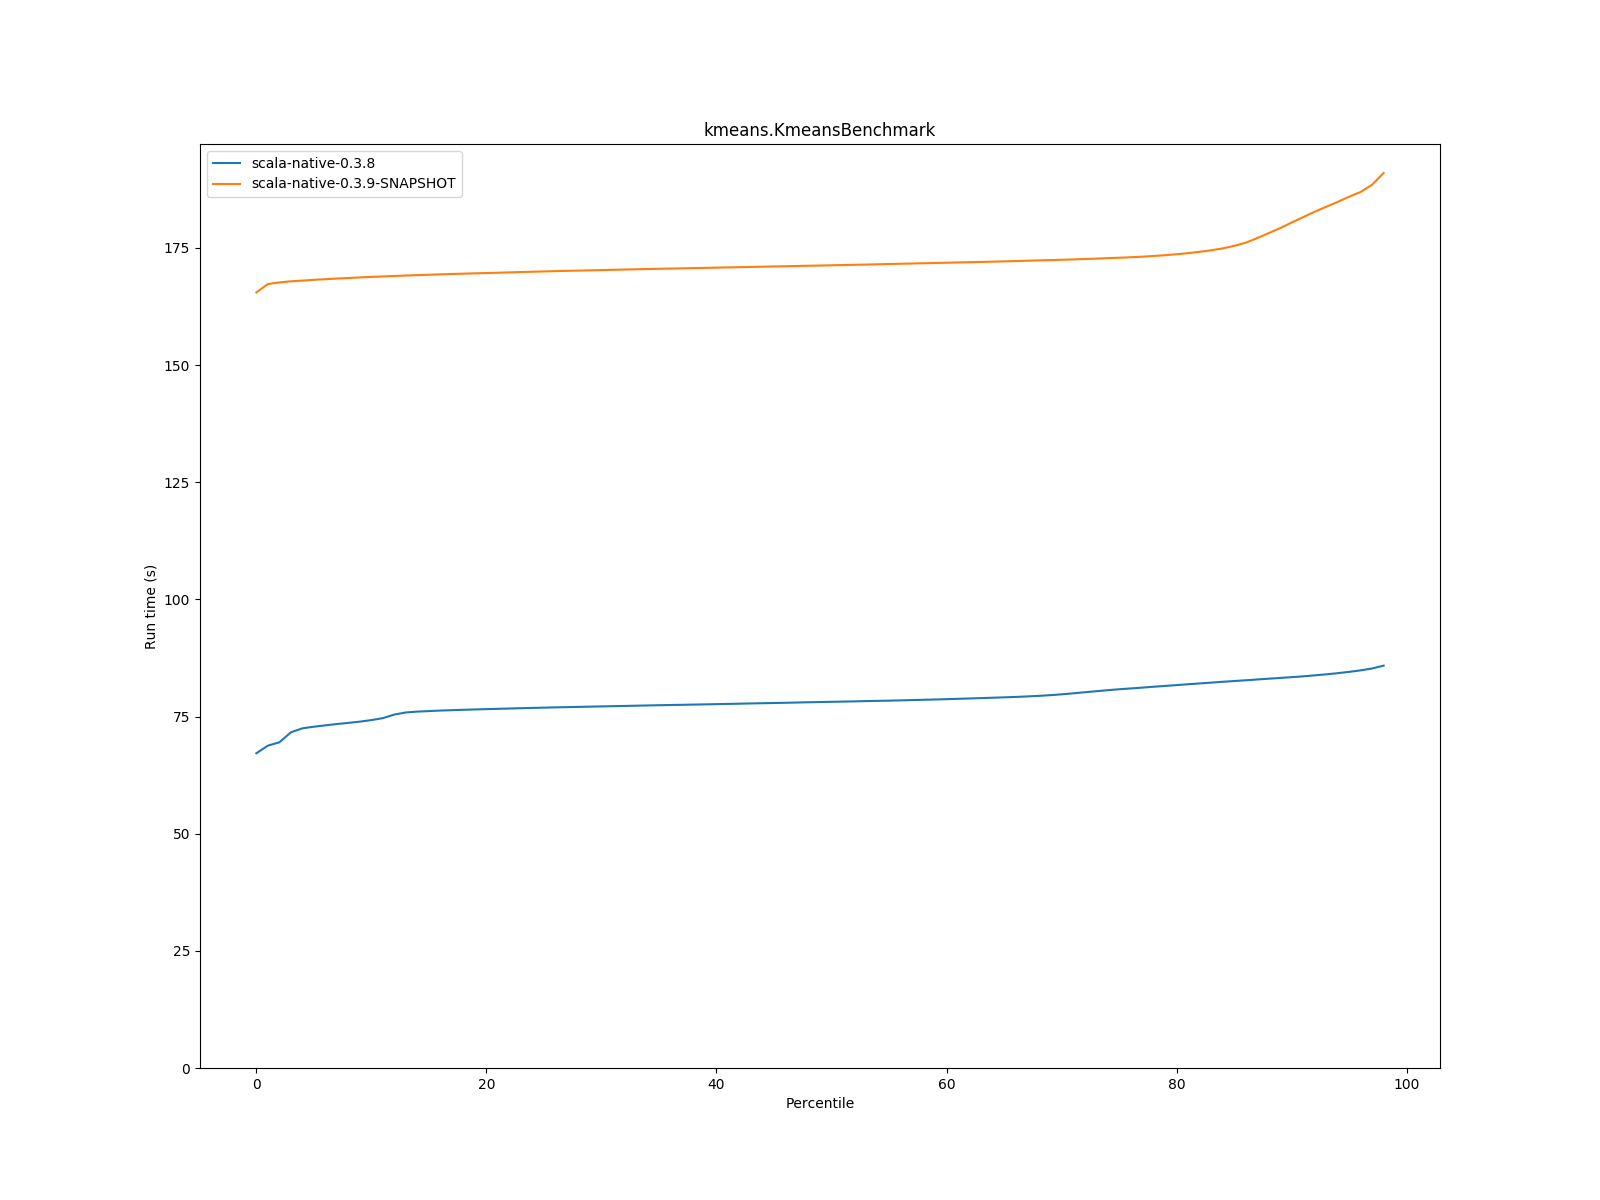 kmeans.KmeansBenchmark
scala-native-0.3.8
scala-native-0.3.9-SNAPSHOT
175
150
125
100
75
50
25
0
Run time (s)
0 20 40 60 80 100
Percentile